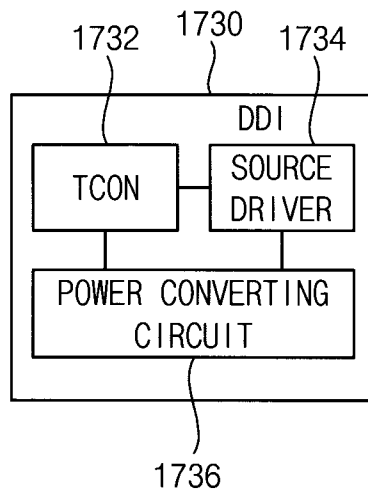 1730
1732
1734
DDI
TCON
SOURCE
DRIVER
POWER CONVERTING
CIRCUIT
1736